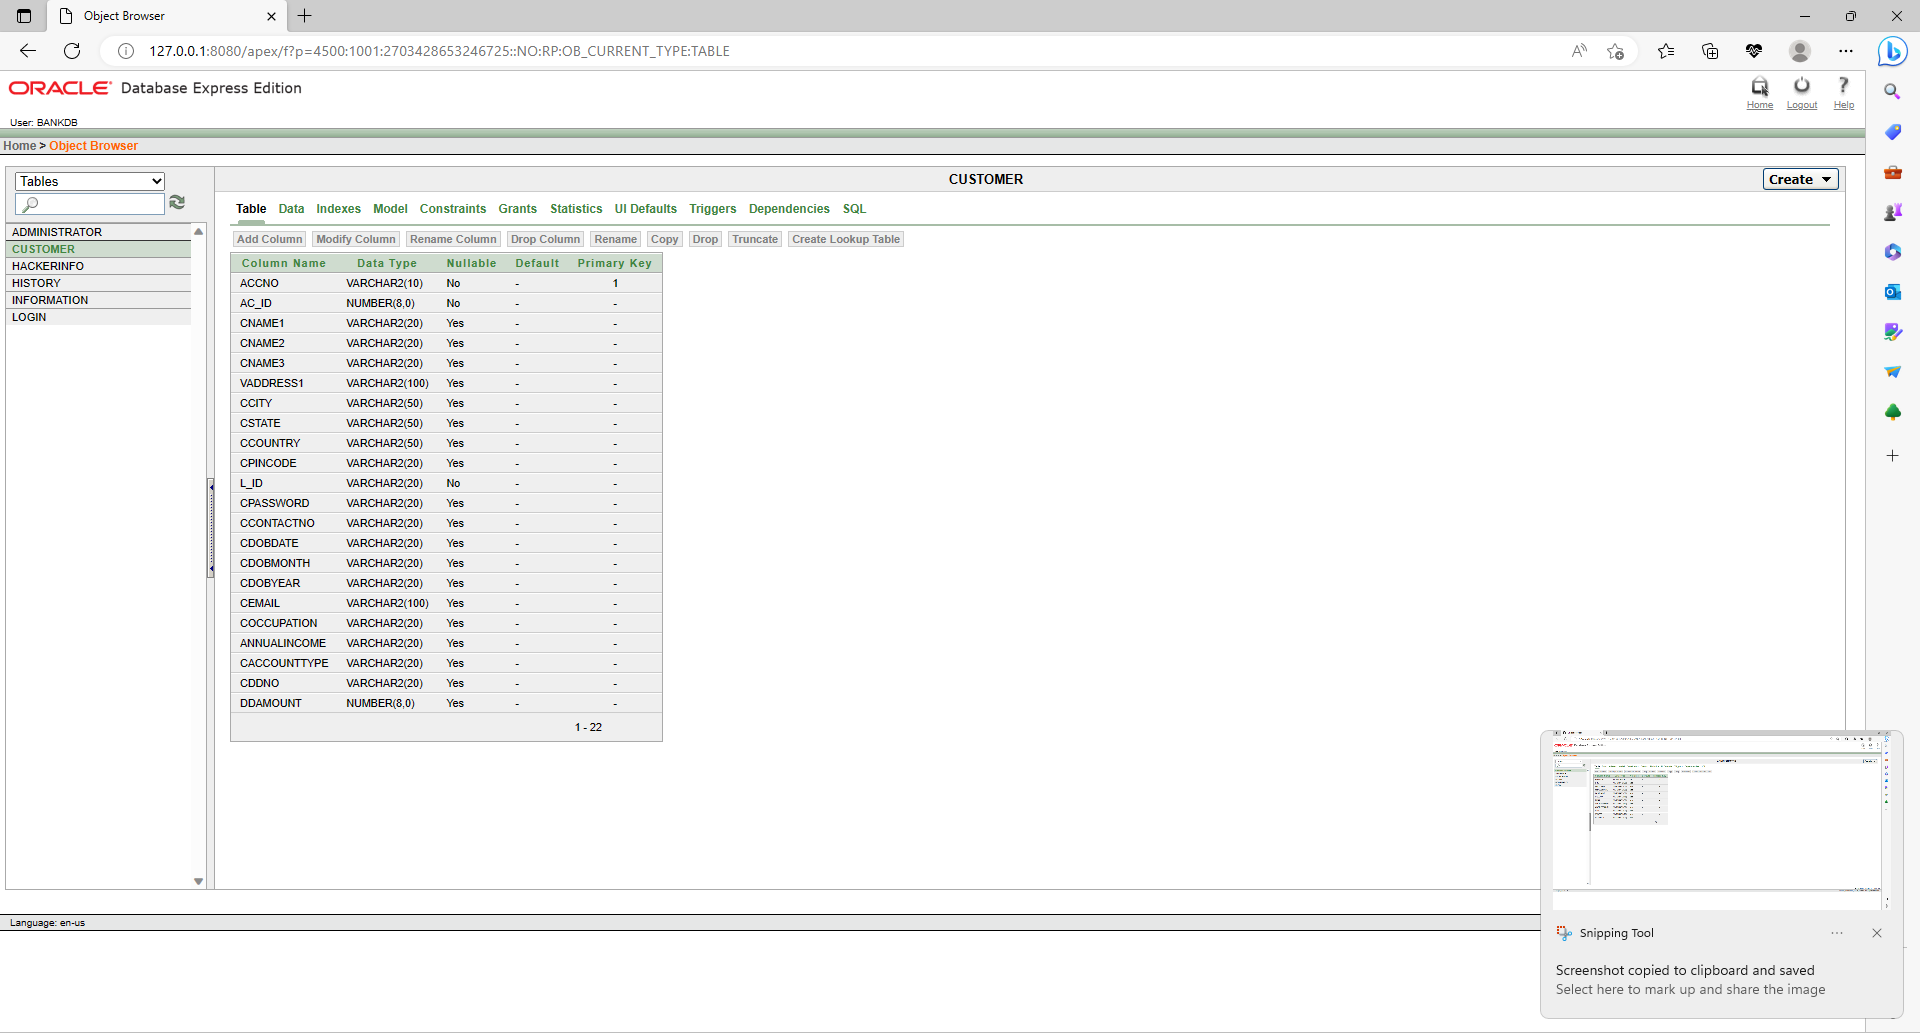 Object Browser
127.0.0.1:8080/apex/f?p=4500:1001:2703428653246725::NO:RP:OB_CURRENT_TYPE:TABLE
ORACLE Database Express Edition
Home Logout Help
User: BANKDB
Home > Object Browser
Tables
CUSTOMER
Create
Table Data Indexes Model Constraints Grants Statistics UI Defaults Triggers Dependencies SQL
ADMINISTRATOR
CUSTOMER
HACKERINFO
HISTORY
INFORMATION
LOGIN
Add Column Modify Column Rename Column Drop Column Rename Copy Drop Truncate Create Lookup Table
Column Name Data Type Nullable Default Primary Key
ACCNO VARCHAR2(10) No - 1
AC_ID NUMBER(8,0) No - -
CNAME1 VARCHAR2(20) Yes - -
CNAME2 VARCHAR2(20) Yes - -
CNAME3 VARCHAR2(20) Yes - -
VADDRESS1 VARCHAR2(100) Yes - -
CCITY VARCHAR2(50) Yes - -
CSTATE VARCHAR2(50) Yes - -
CCOUNTRY VARCHAR2(50) Yes - -
CPINCODE VARCHAR2(20) Yes - -
L_ID VARCHAR2(20) No - -
CPASSWORD VARCHAR2(20) Yes - -
CCONTACTNO VARCHAR2(20) Yes - -
CDOBDATE VARCHAR2(20) Yes - -
CDOBMONTH VARCHAR2(20) Yes - -
CDOBYEAR VARCHAR2(20) Yes - -
CEMAIL VARCHAR2(100) Yes - -
COCCUPATION VARCHAR2(20) Yes - -
ANNUALINCOME VARCHAR2(20) Yes - -
CACCOUNTTYPE VARCHAR2(20) Yes - -
CDDNO VARCHAR2(20) Yes - -
DDAMOUNT NUMBER(8,0) Yes - -
1 - 22
Language: en-us
Snipping Tool
Screenshot copied to clipboard and saved
Select here to mark up and share the image